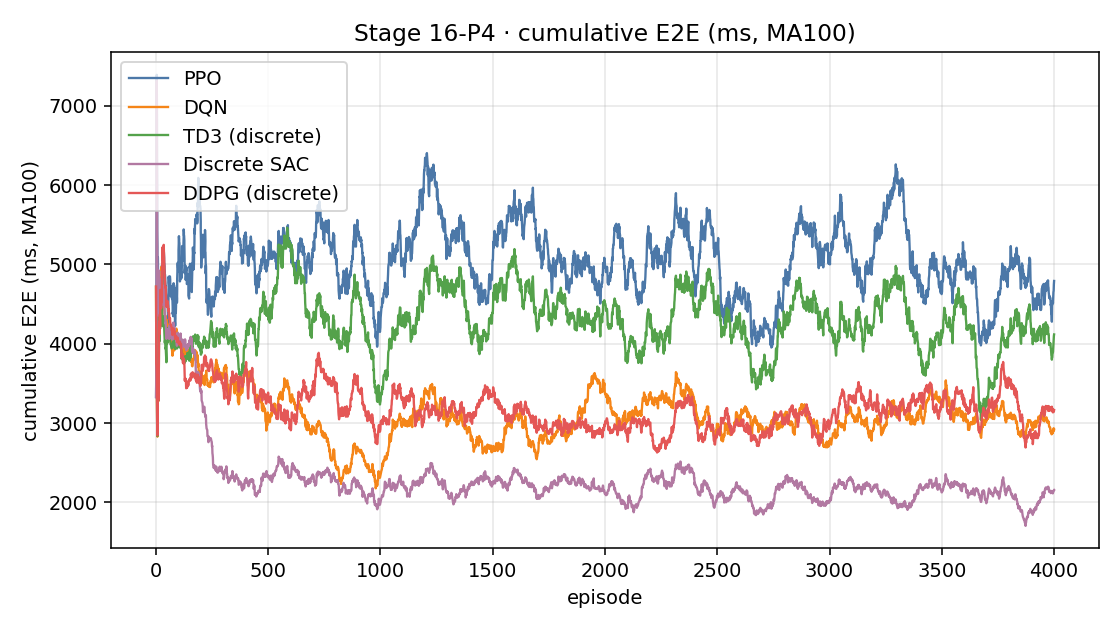 Stage 16-P4 · cumulative E2E (ms, MA100)
PPO
DQN
TD3 (discrete)
Discrete SAC
DDPG (discrete)
cumulative E2E (ms, MA100)
7000
6000
5000
4000
3000
2000
0 500 1000 1500 2000 2500 3000 3500 4000
episode